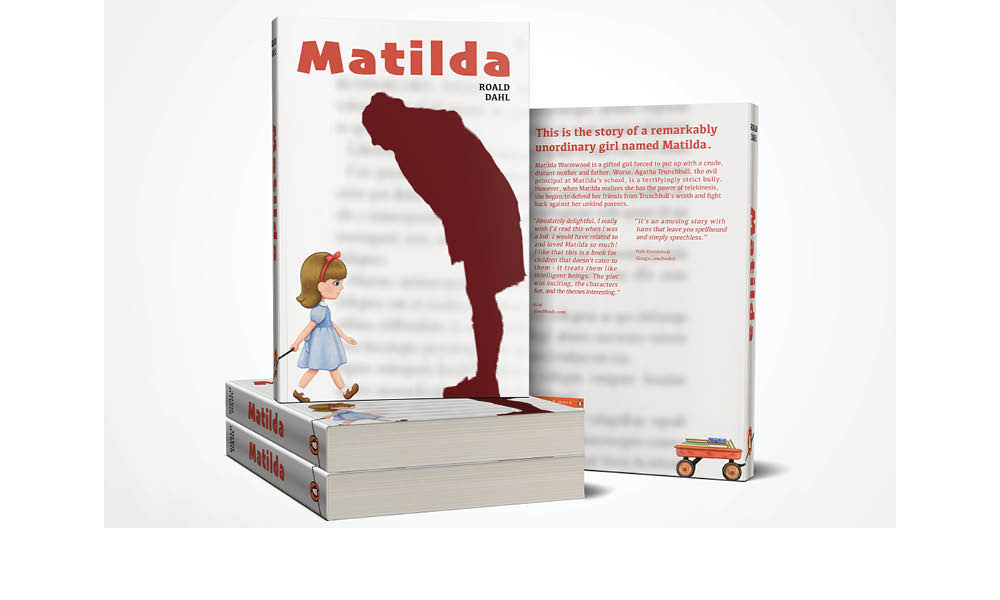 Matilda
ROALD
DAHL
Matilda
This is the story of a remarkably
unordinary girl named Matilda.
Matilda Wormwood is a gifted girl forced to put up with a crude,
distant mother and father. Worse, Agatha Trunchbull, the evil
principal at Matilda's school, is a terrifyingly strict bully.
However, when Matilda realizes she has the power of telekinesis,
she begins to defend her friends from Trunchbull's wrath and fight
back against her unkind parents.
"Absolutely delightful, I really
wish I'd read this when I was
a kid. I would have related to
and loved Matilda so much!
I like that this is a book for
children that doesn't cater to
them - it treats them like
intelligent beings. The plot
was exciting, the characters
fun, and the themes interesting."
"It's an amusing story with
turns that leave you spellbound
and simply speechless."
Matilda
Matilda
Matilda